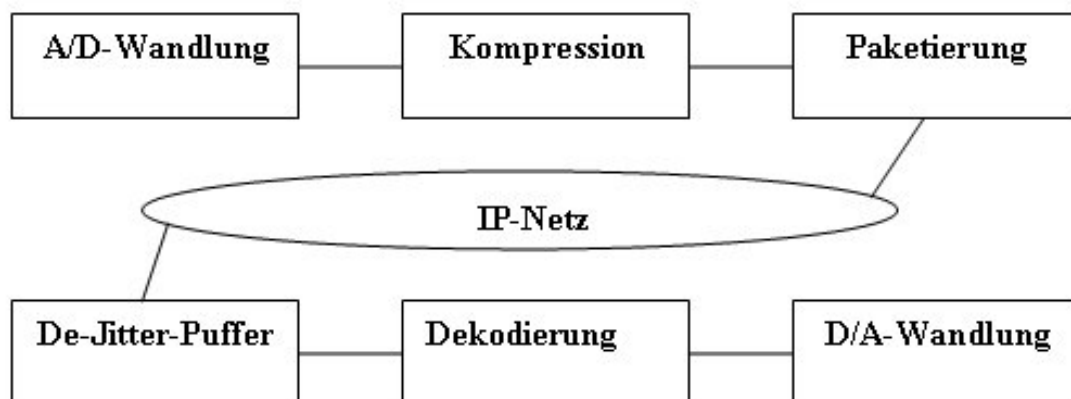 A/D-Wandlung
Kompression
Paketierung
IP-Netz
De-Jitter-Puffer
Dekodierung
D/A-Wandlung